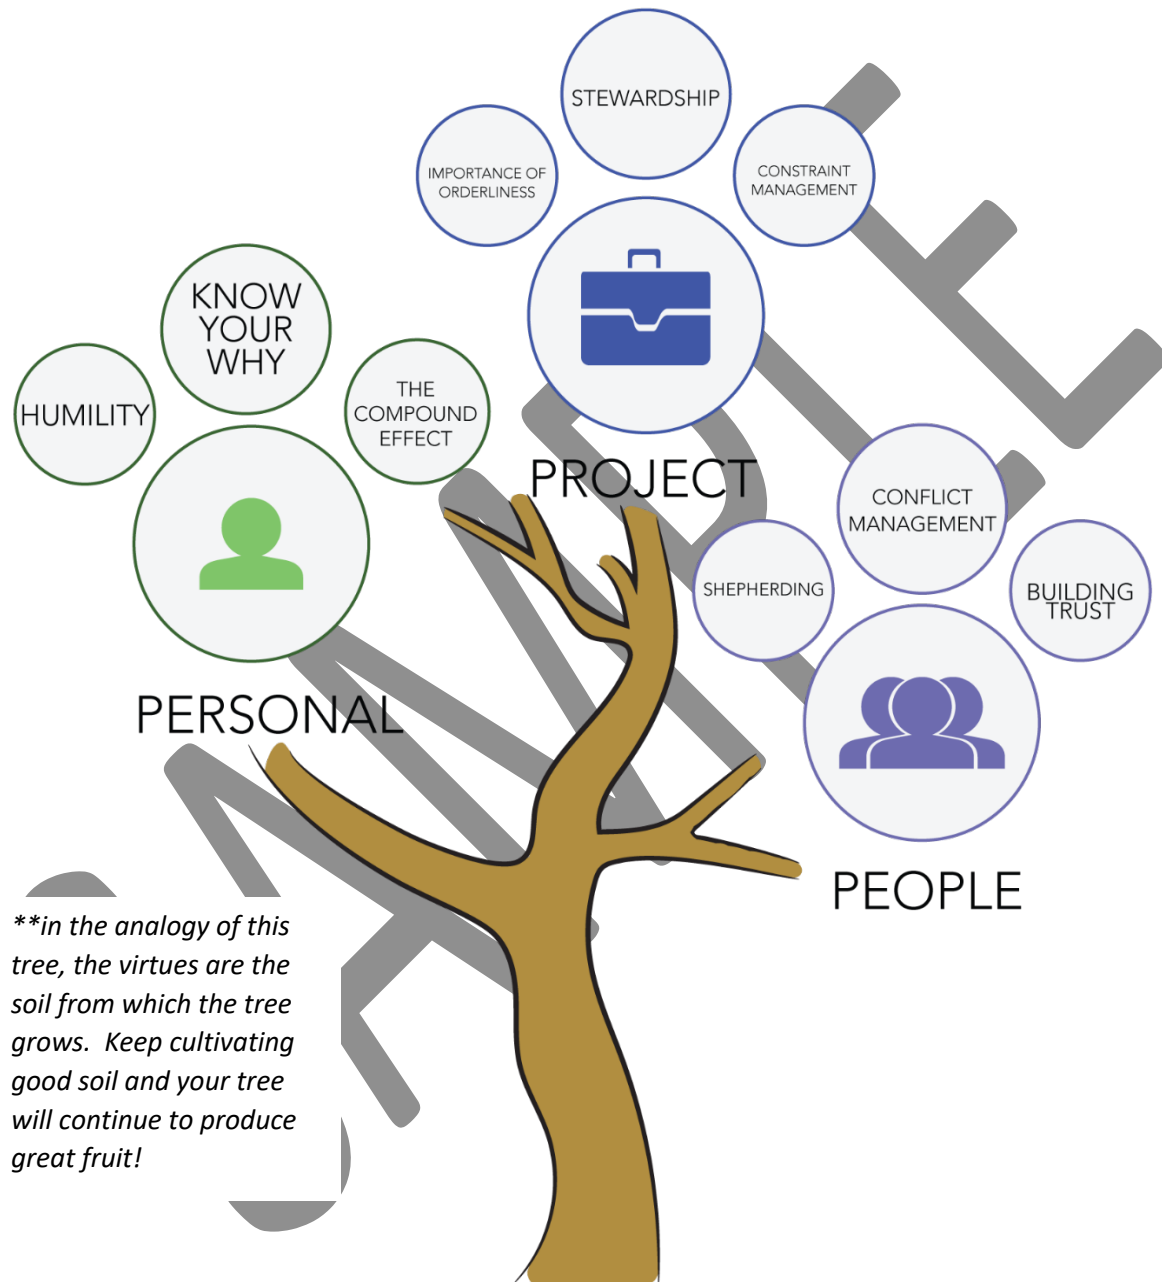 STEWARDSHIP
IMPORTANCE OF
ORDERLINESS
CONSTRAINT
MANAGEMENT
KNOW
YOUR
WHY
HUMILITY
THE
COMPOUND
EFFECT
PROJECT
CONFLICT
MANAGEMENT
SHEPHERDING
BUILDING
TRUST
PERSONAL
PEOPLE
**in the analogy of this
tree, the virtues are the
soil from which the tree
grows.  Keep cultivating
good soil and your tree
will continue to produce
great fruit!
SAMPLE